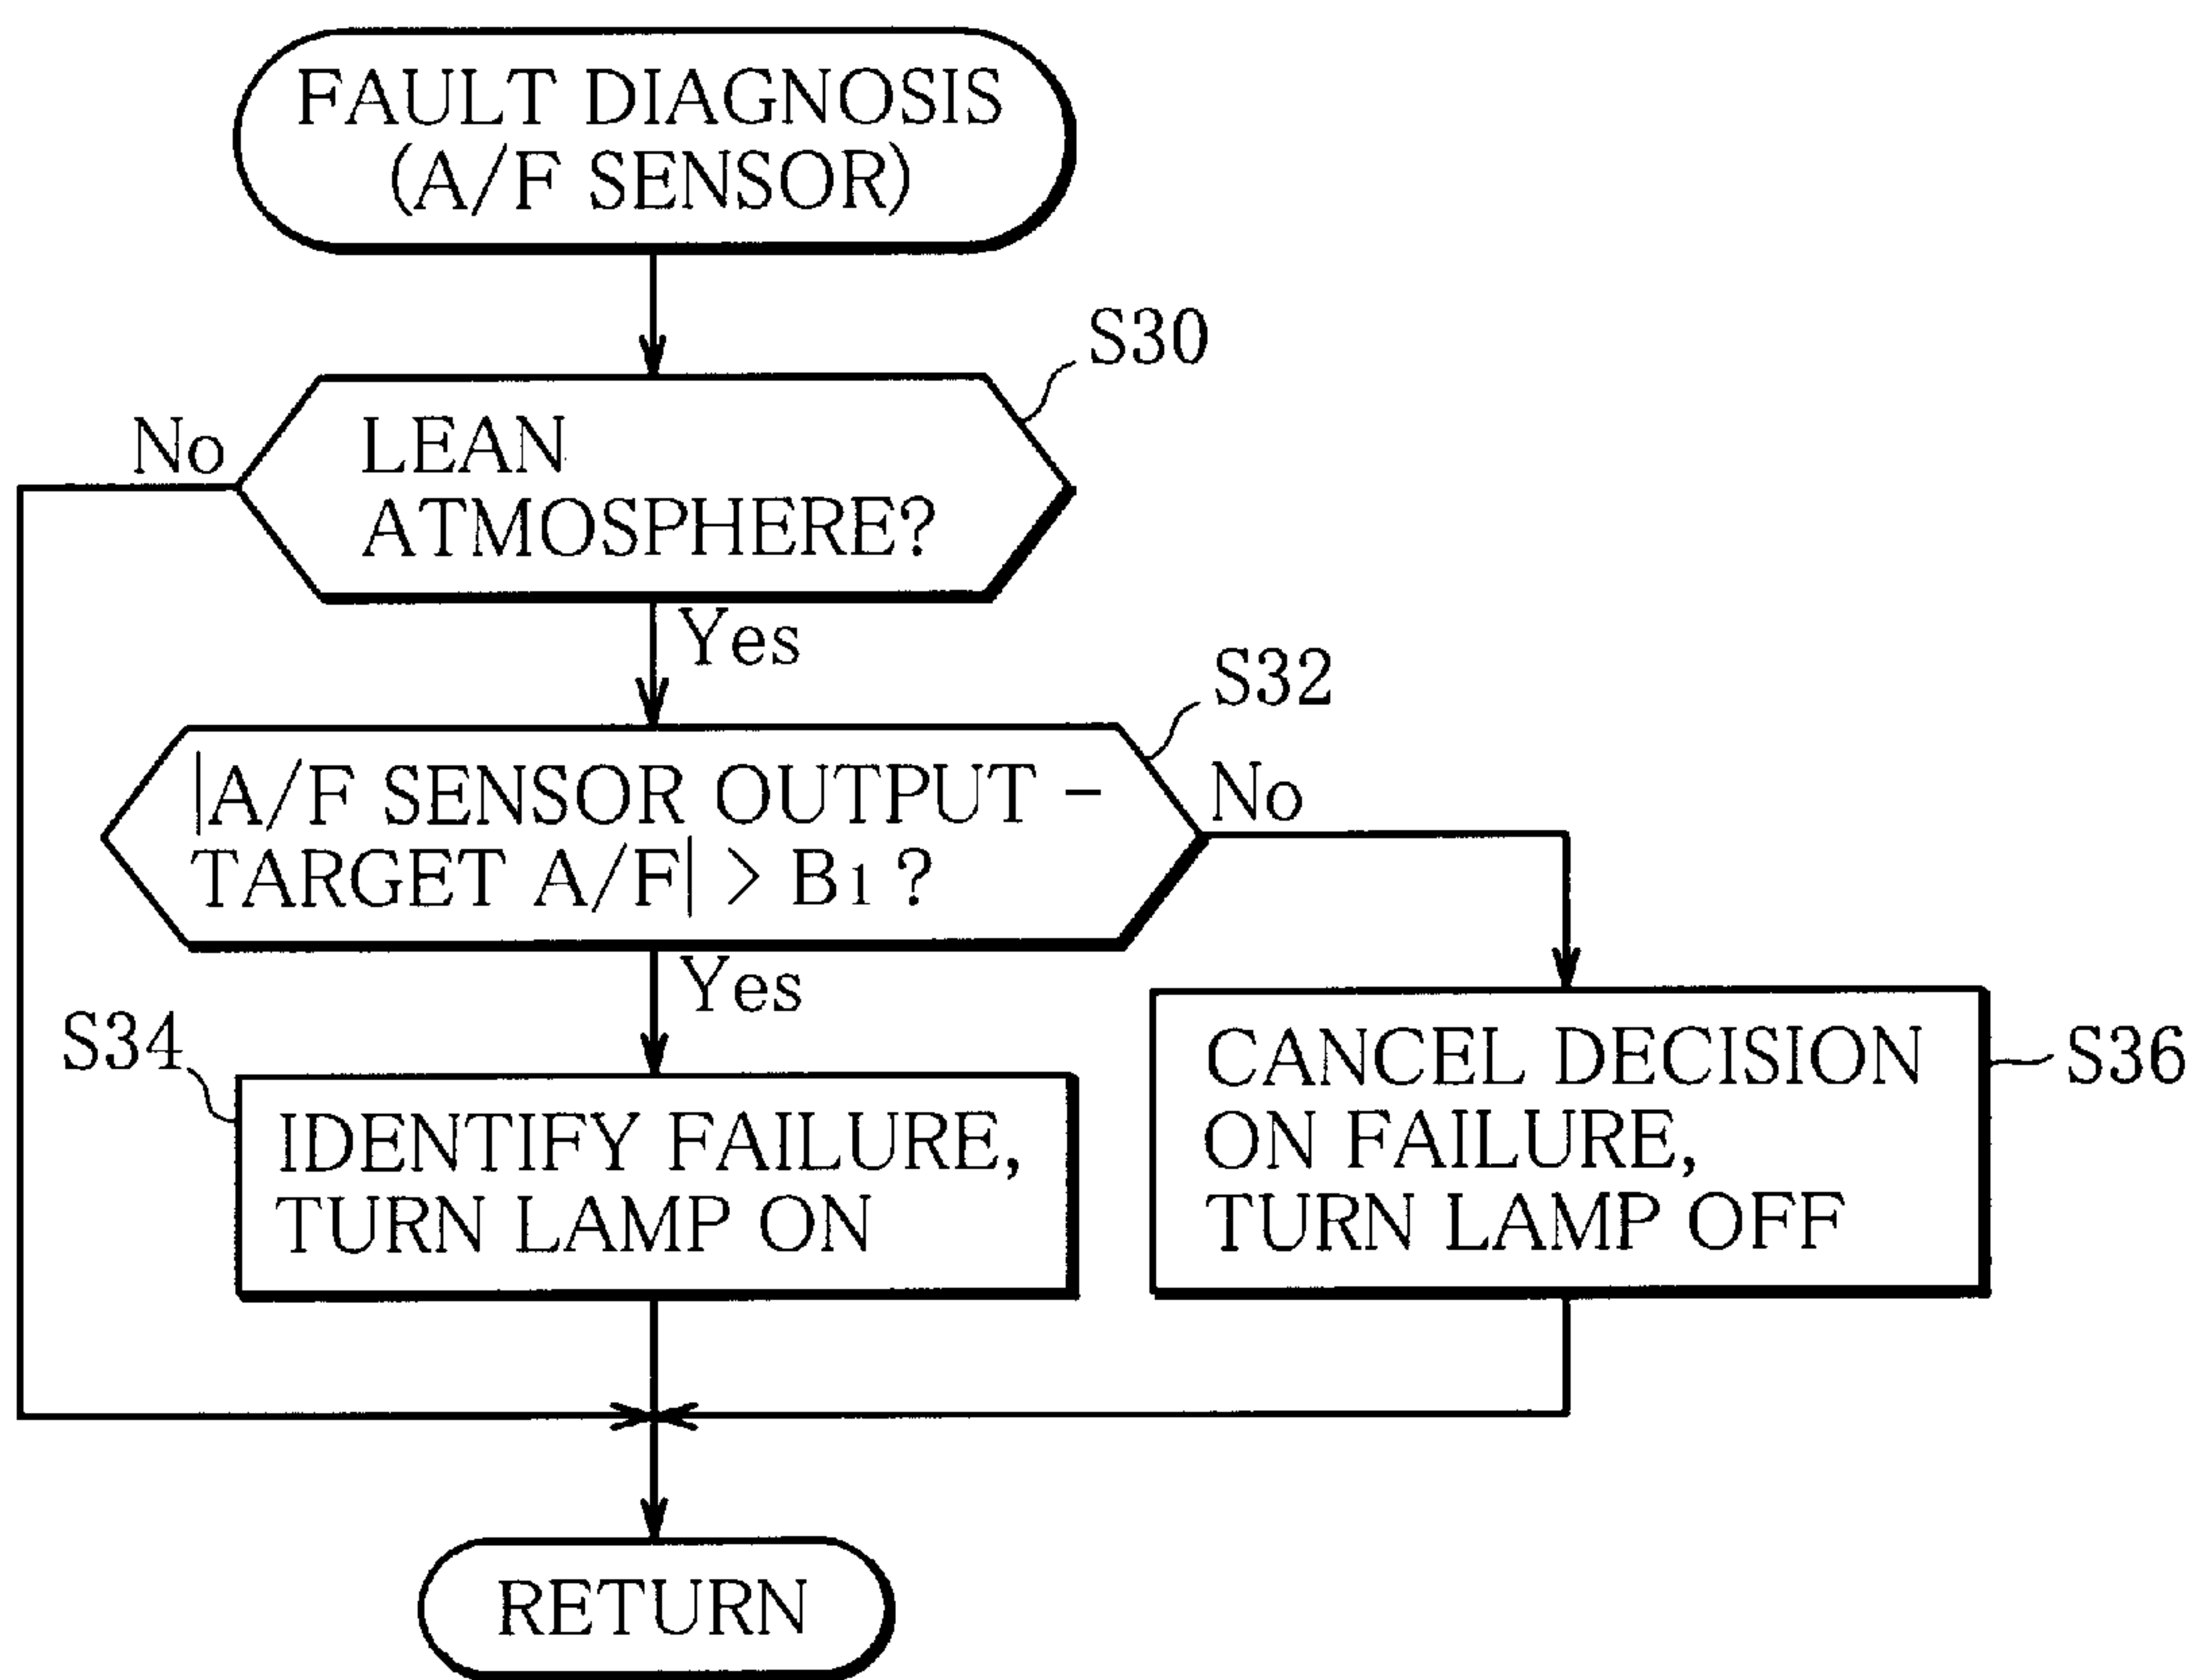 FAULT DIAGNOSIS
(A/F SENSOR)
S30
No
LEAN
ATMOSPHERE?
Yes
S32
|A/F SENSOR OUTPUT −
TARGET A/F| > B1 ?
No
Yes
S34
IDENTIFY FAILURE,
TURN LAMP ON
S36
CANCEL DECISION
ON FAILURE,
TURN LAMP OFF
RETURN